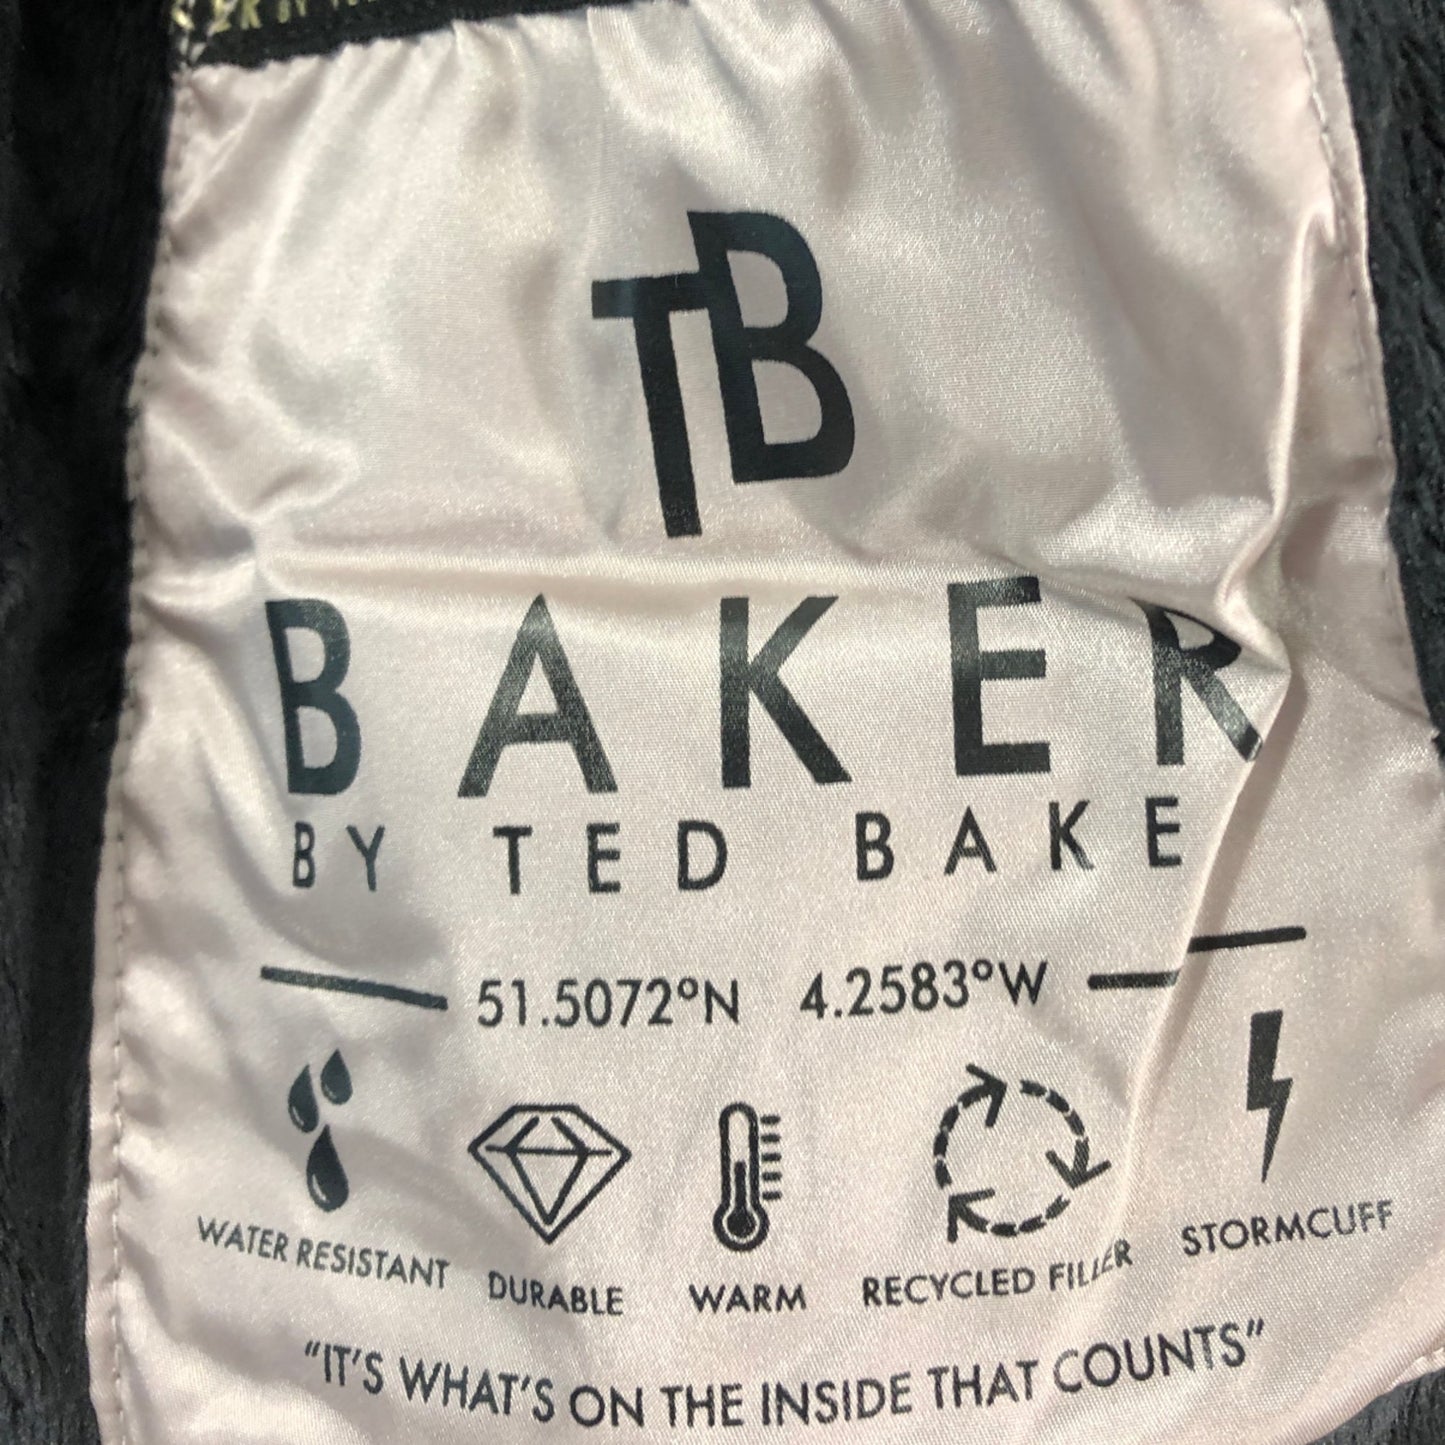 BY
TB
BAKER
BY TED BAKE
51.5072°N 4.2583°W
WATER RESISTANT
DURABLE
WARM
RECYCLED FILLER
STORMCUFF
“IT’S WHAT’S ON THE INSIDE THAT COUNTS”